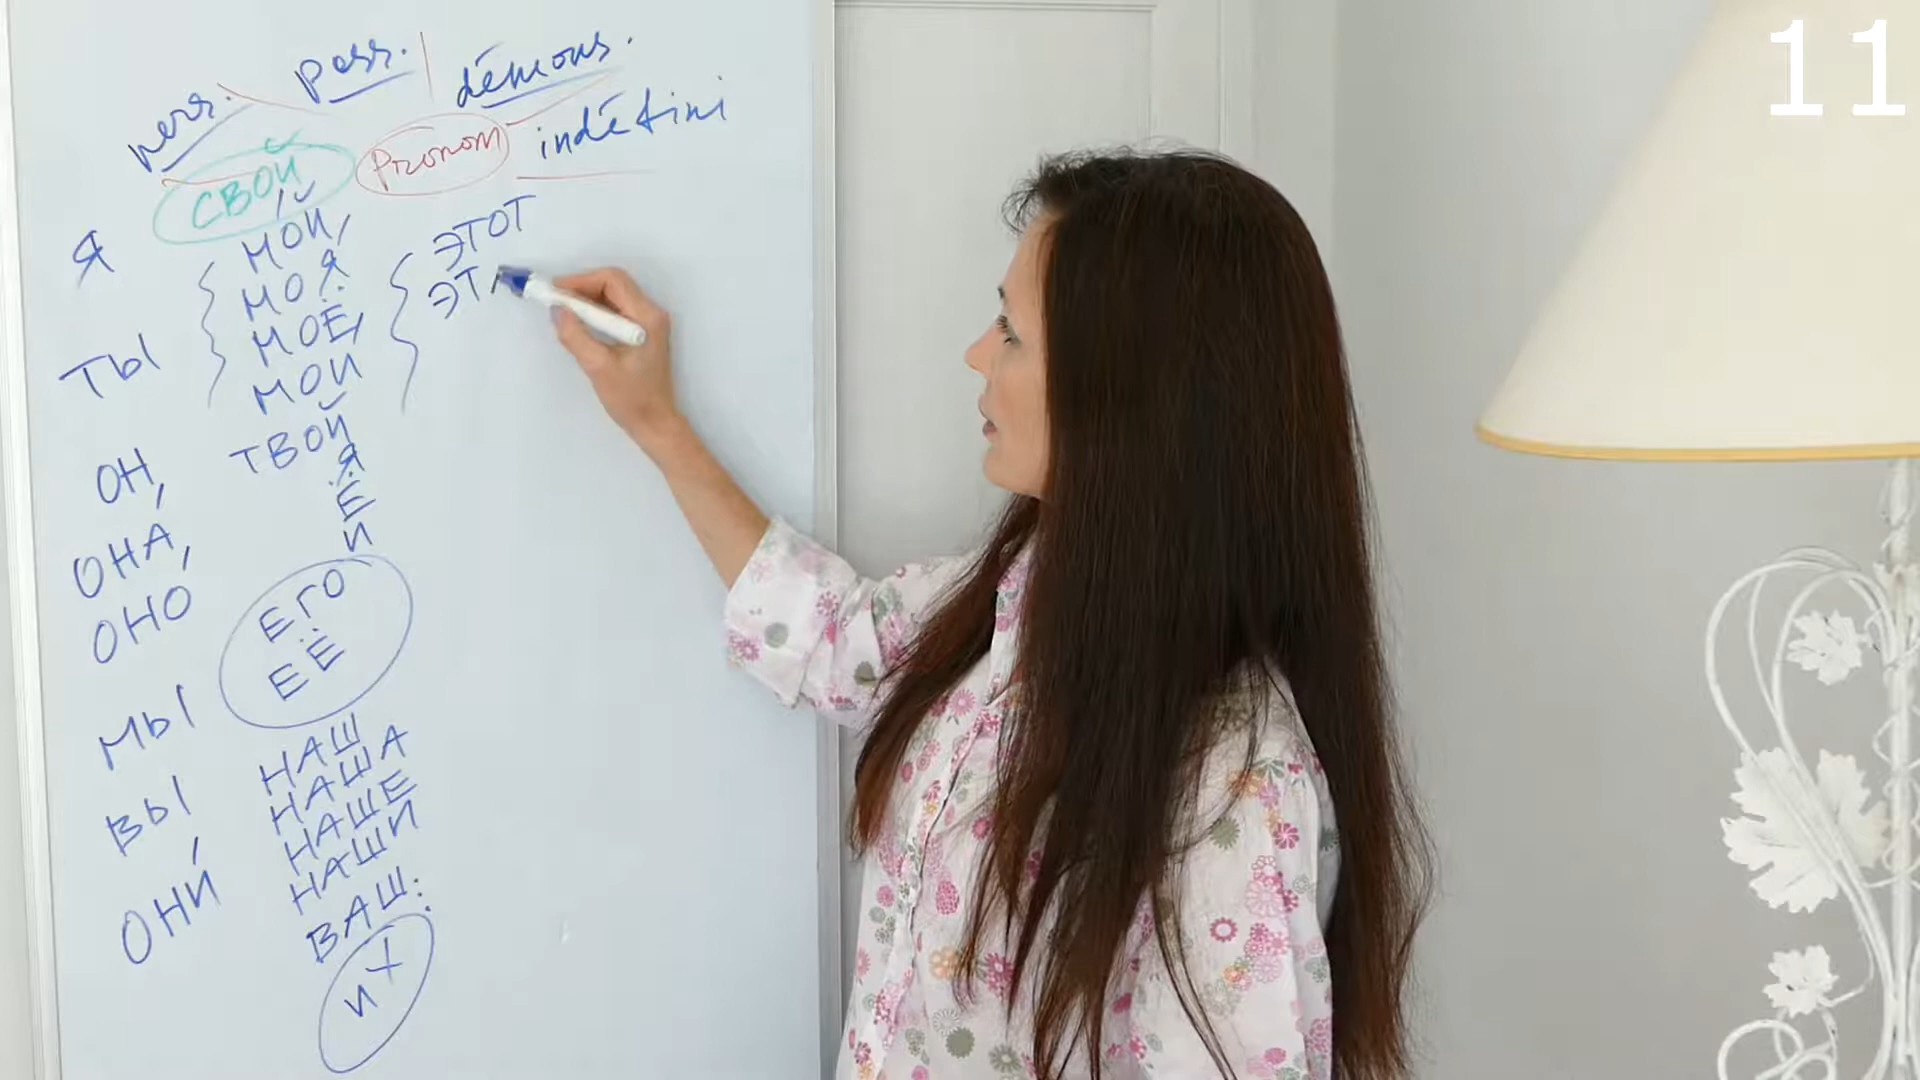 11
pers. poss. démons.
indéfini
СВОЙ Pronom
Я
МОЙ,
МОЯ
МОЁ,
МОИ
ЭТОТ
ЭТА
ТЫ
ТВОЙ
Я
Ё
И
ОН,
ОНА,
ОНО
ЕГО
ЕЁ
МЫ
НАШ
НАША
НАШЕ
НАШИ
ВЫ
ВАШ:
ОНИ
ИХ